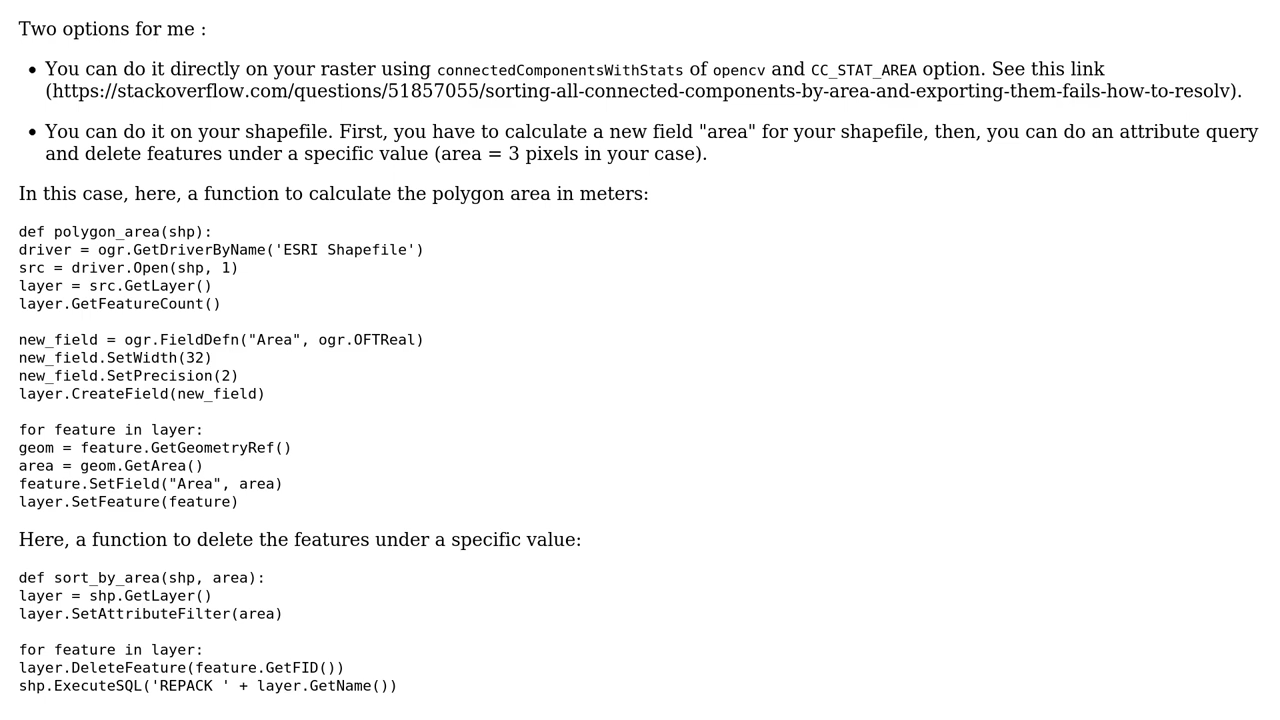 Two options for me :
• You can do it directly on your raster using connectedComponentsWithStats of opencv and CC_STAT_AREA option. See this link
(https://stackoverflow.com/questions/51857055/sorting-all-connected-components-by-area-and-exporting-them-fails-how-to-resolv).
• You can do it on your shapefile. First, you have to calculate a new field "area" for your shapefile, then, you can do an attribute query
and delete features under a specific value (area = 3 pixels in your case).
In this case, here, a function to calculate the polygon area in meters:
def polygon_area(shp):
driver = ogr.GetDriverByName('ESRI Shapefile')
src = driver.Open(shp, 1)
layer = src.GetLayer()
layer.GetFeatureCount()

new_field = ogr.FieldDefn("Area", ogr.OFTReal)
new_field.SetWidth(32)
new_field.SetPrecision(2)
layer.CreateField(new_field)

for feature in layer:
geom = feature.GetGeometryRef()
area = geom.GetArea()
feature.SetField("Area", area)
layer.SetFeature(feature)
Here, a function to delete the features under a specific value:
def sort_by_area(shp, area):
layer = shp.GetLayer()
layer.SetAttributeFilter(area)

for feature in layer:
layer.DeleteFeature(feature.GetFID())
shp.ExecuteSQL('REPACK ' + layer.GetName())